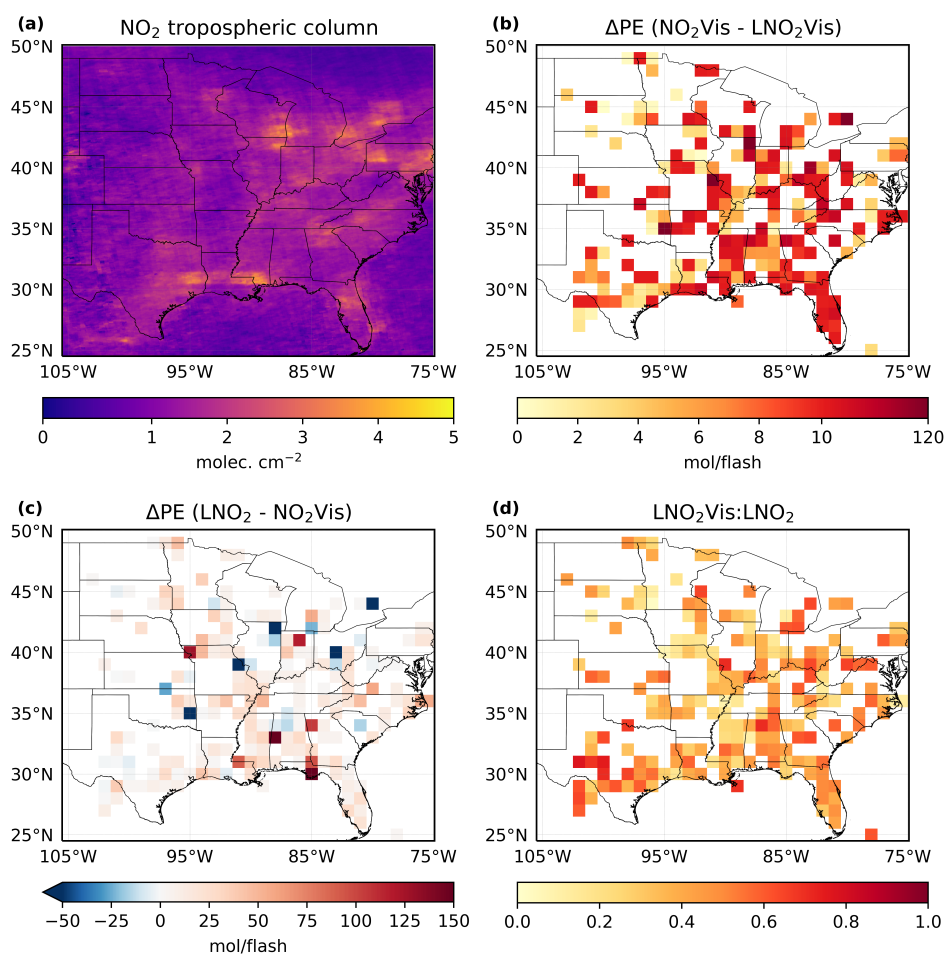 (a) NO₂ tropospheric column
50°N
45°N
40°N
35°N
30°N
25°N
105°W 95°W 85°W 75°W
0 1 2 3 4 5
molec. cm⁻²
(b) ΔPE (NO₂Vis - LNO₂Vis)
50°N
45°N
40°N
35°N
30°N
25°N
105°W 95°W 85°W 75°W
0 2 4 6 8 10 120
mol/flash
(c) ΔPE (LNO₂ - NO₂Vis)
50°N
45°N
40°N
35°N
30°N
25°N
105°W 95°W 85°W 75°W
−50 −25 0 25 50 75 100 125 150
mol/flash
(d) LNO₂Vis:LNO₂
50°N
45°N
40°N
35°N
30°N
25°N
105°W 95°W 85°W 75°W
0.0 0.2 0.4 0.6 0.8 1.0